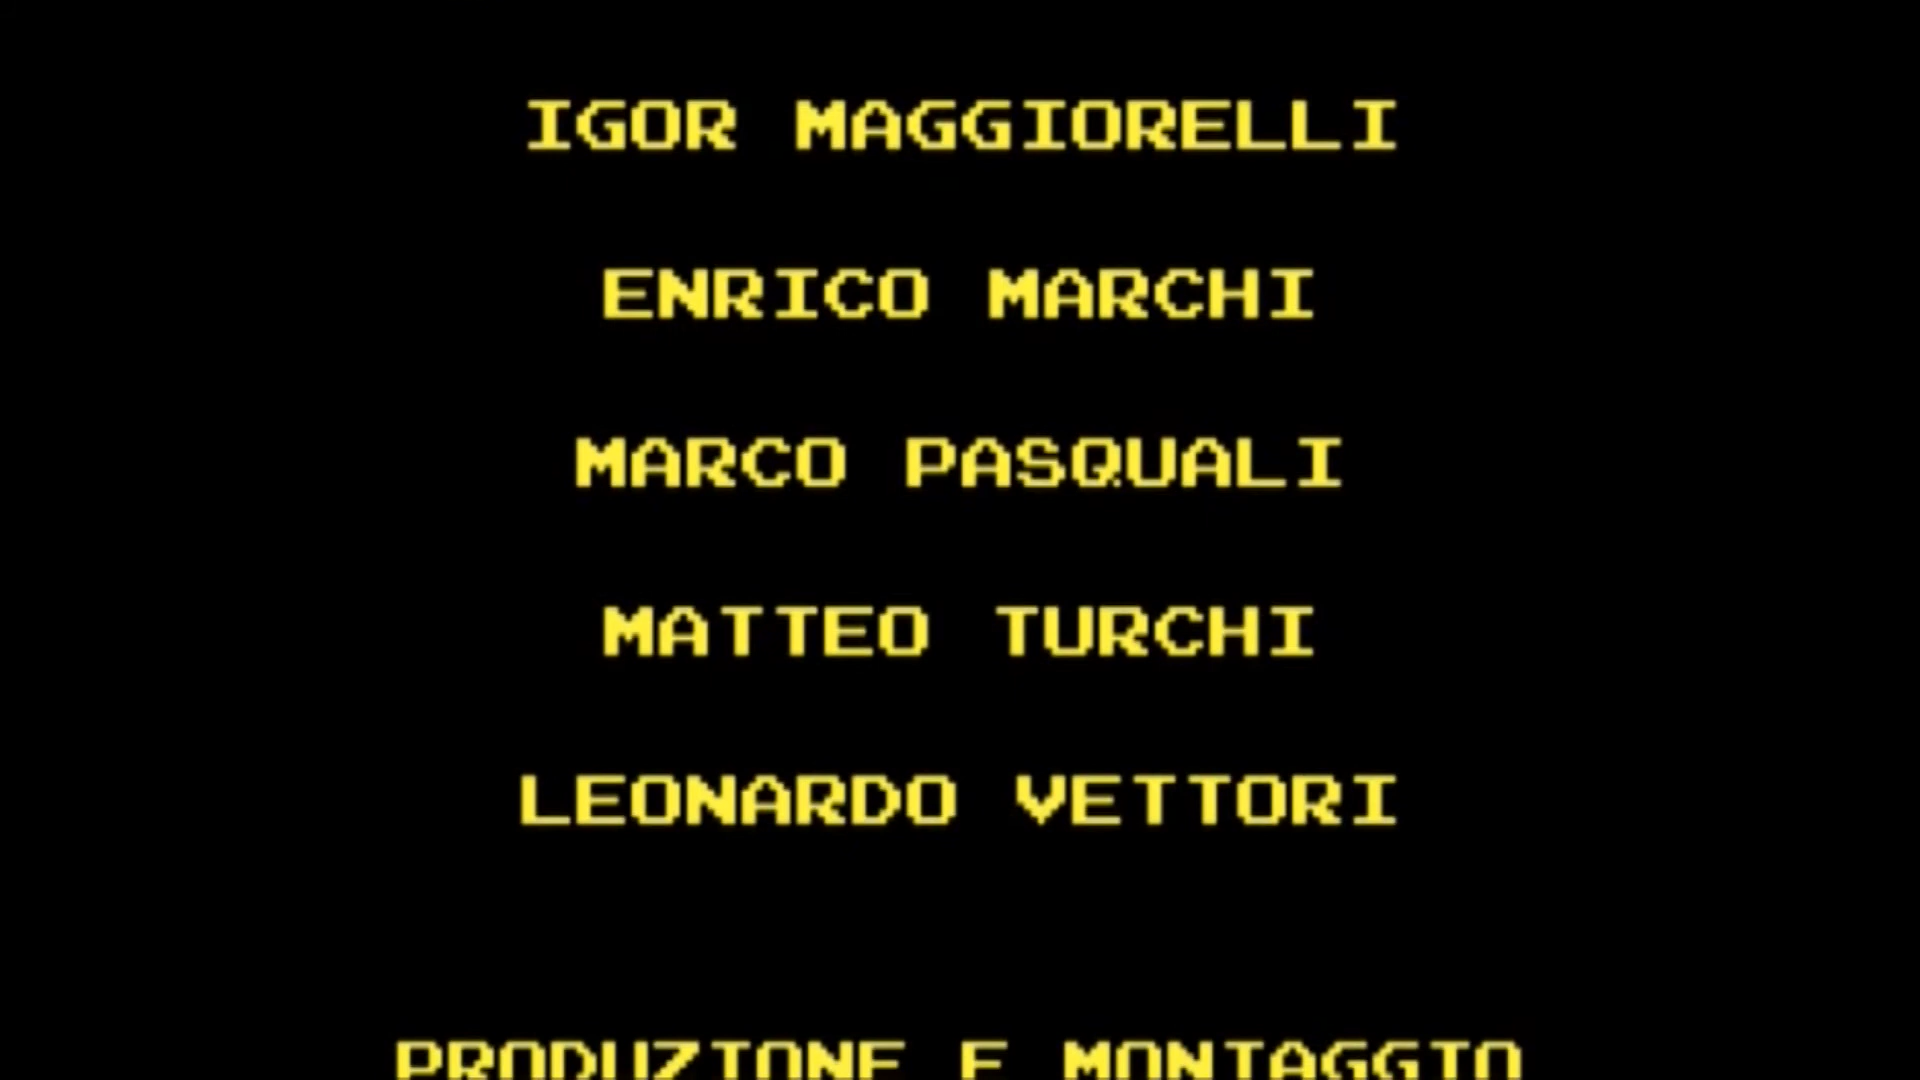 IGOR MAGGIORELLI
ENRICO MARCHI
MARCO PASQUALI
MATTEO TURCHI
LEONARDO VETTORI
PRODUZIONE E MONTAGGIO